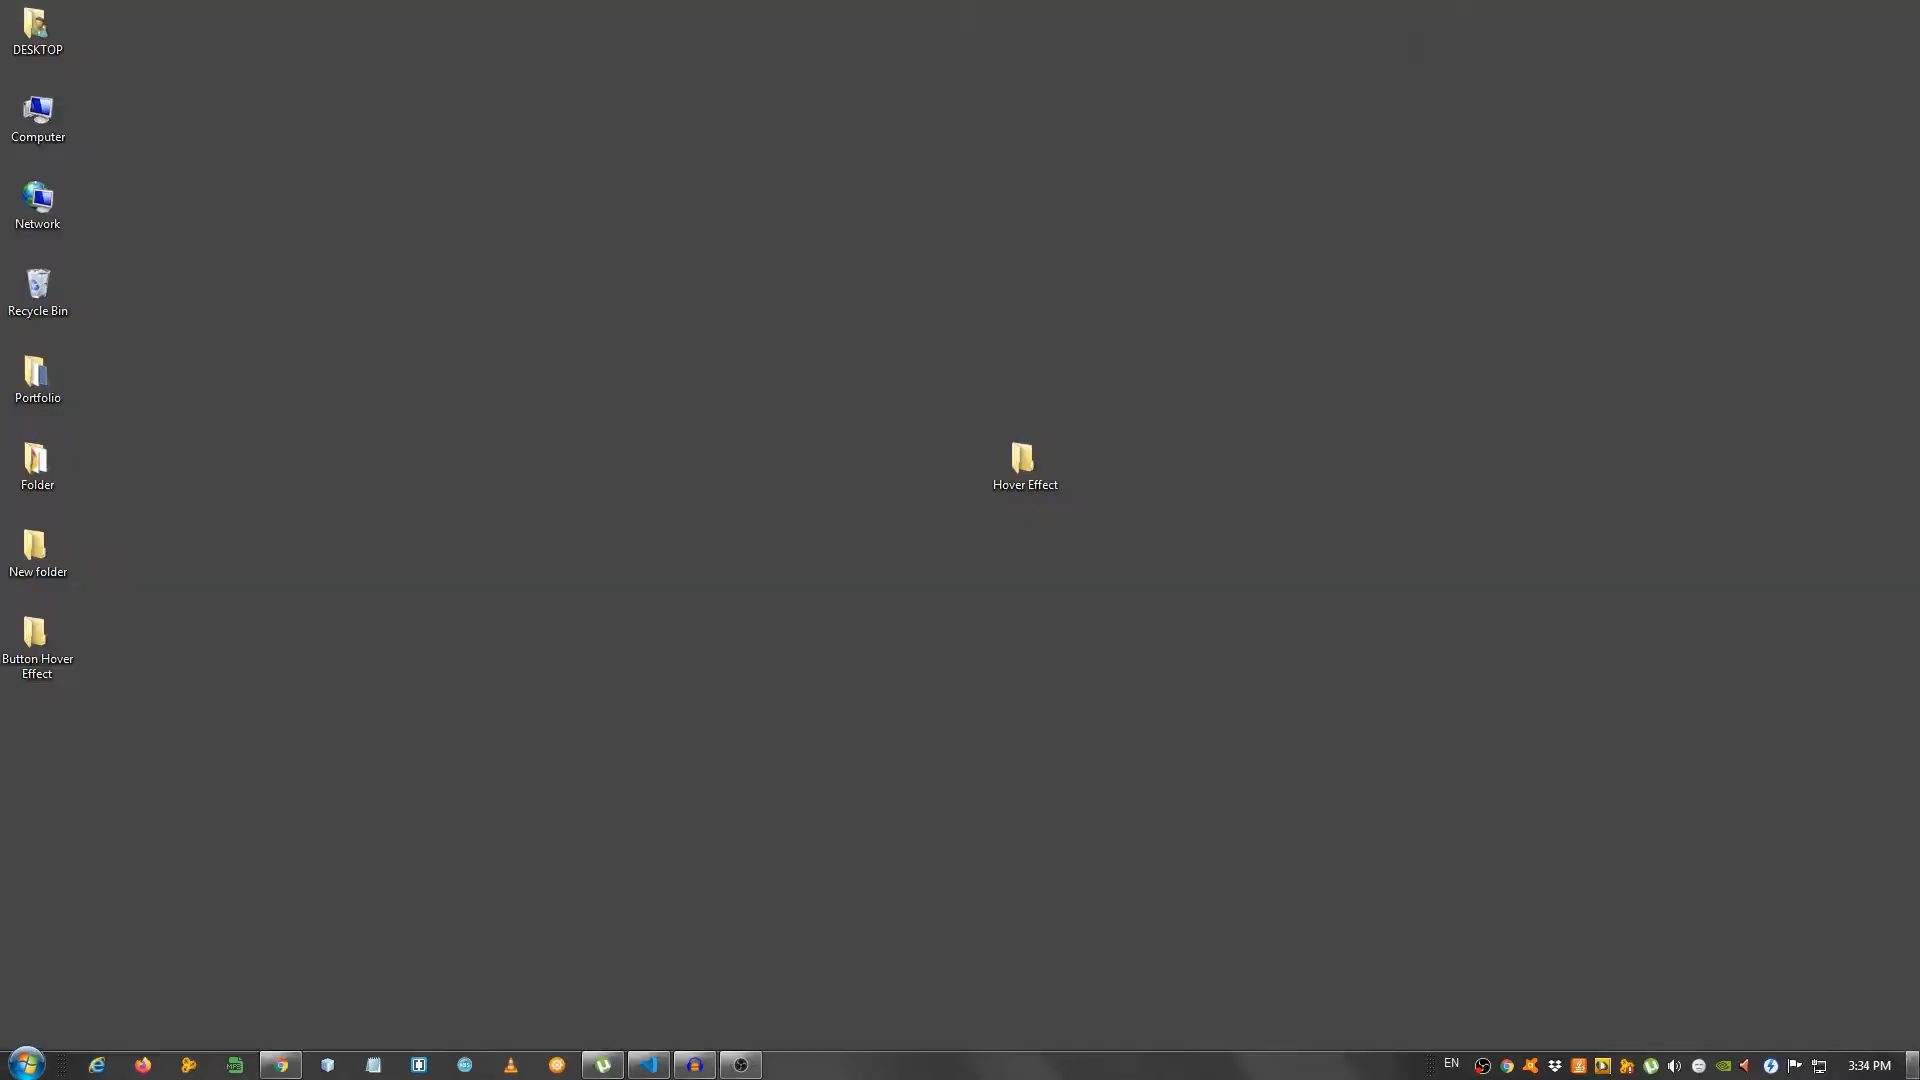 DESKTOP
Computer
Network
Recycle Bin
Portfolio
Folder
Hover Effect
New folder
Button Hover
Effect
EN
3:34 PM